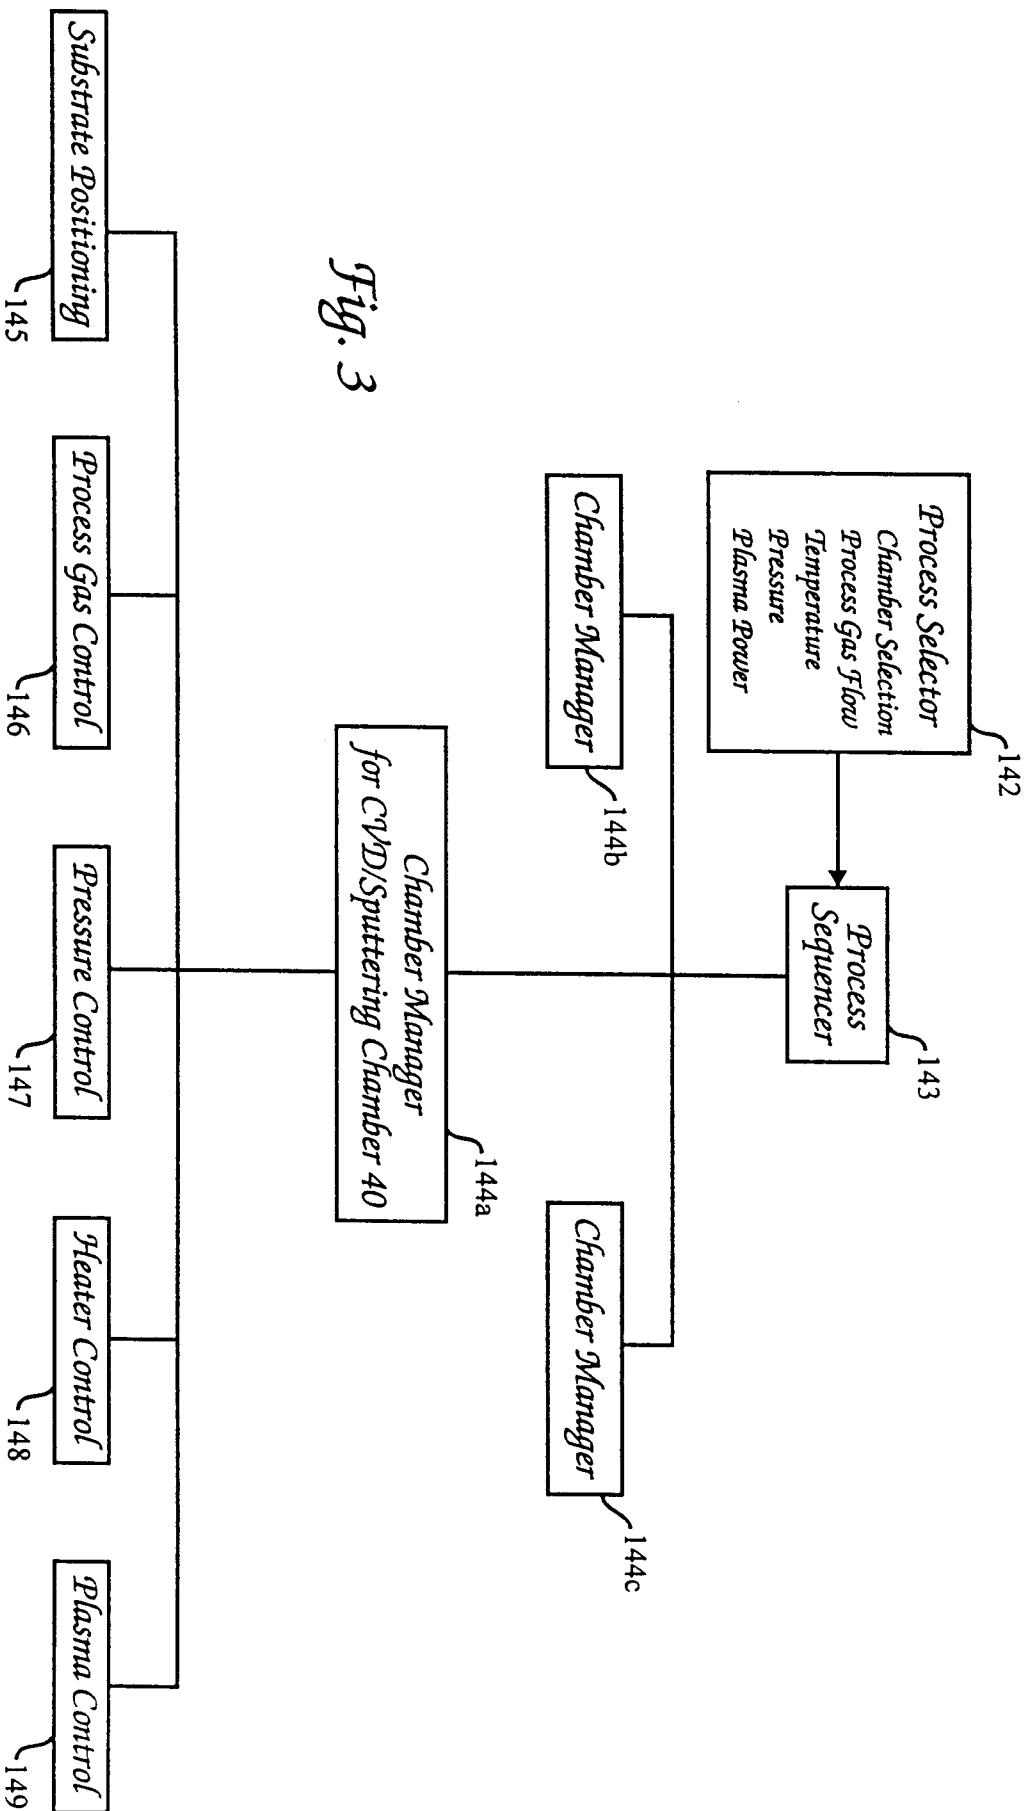 Process Selector
Chamber Selection
Process Gas Flow
Temperature
Pressure
Plasma Power
142
Process
Sequencer
143
Chamber Manager
144b
Chamber Manager
144c
Chamber Manager
for CVD/Sputtering Chamber 40
144a
Fig. 3
Substrate Positioning
145
Process Gas Control
146
Pressure Control
147
Heater Control
148
Plasma Control
149